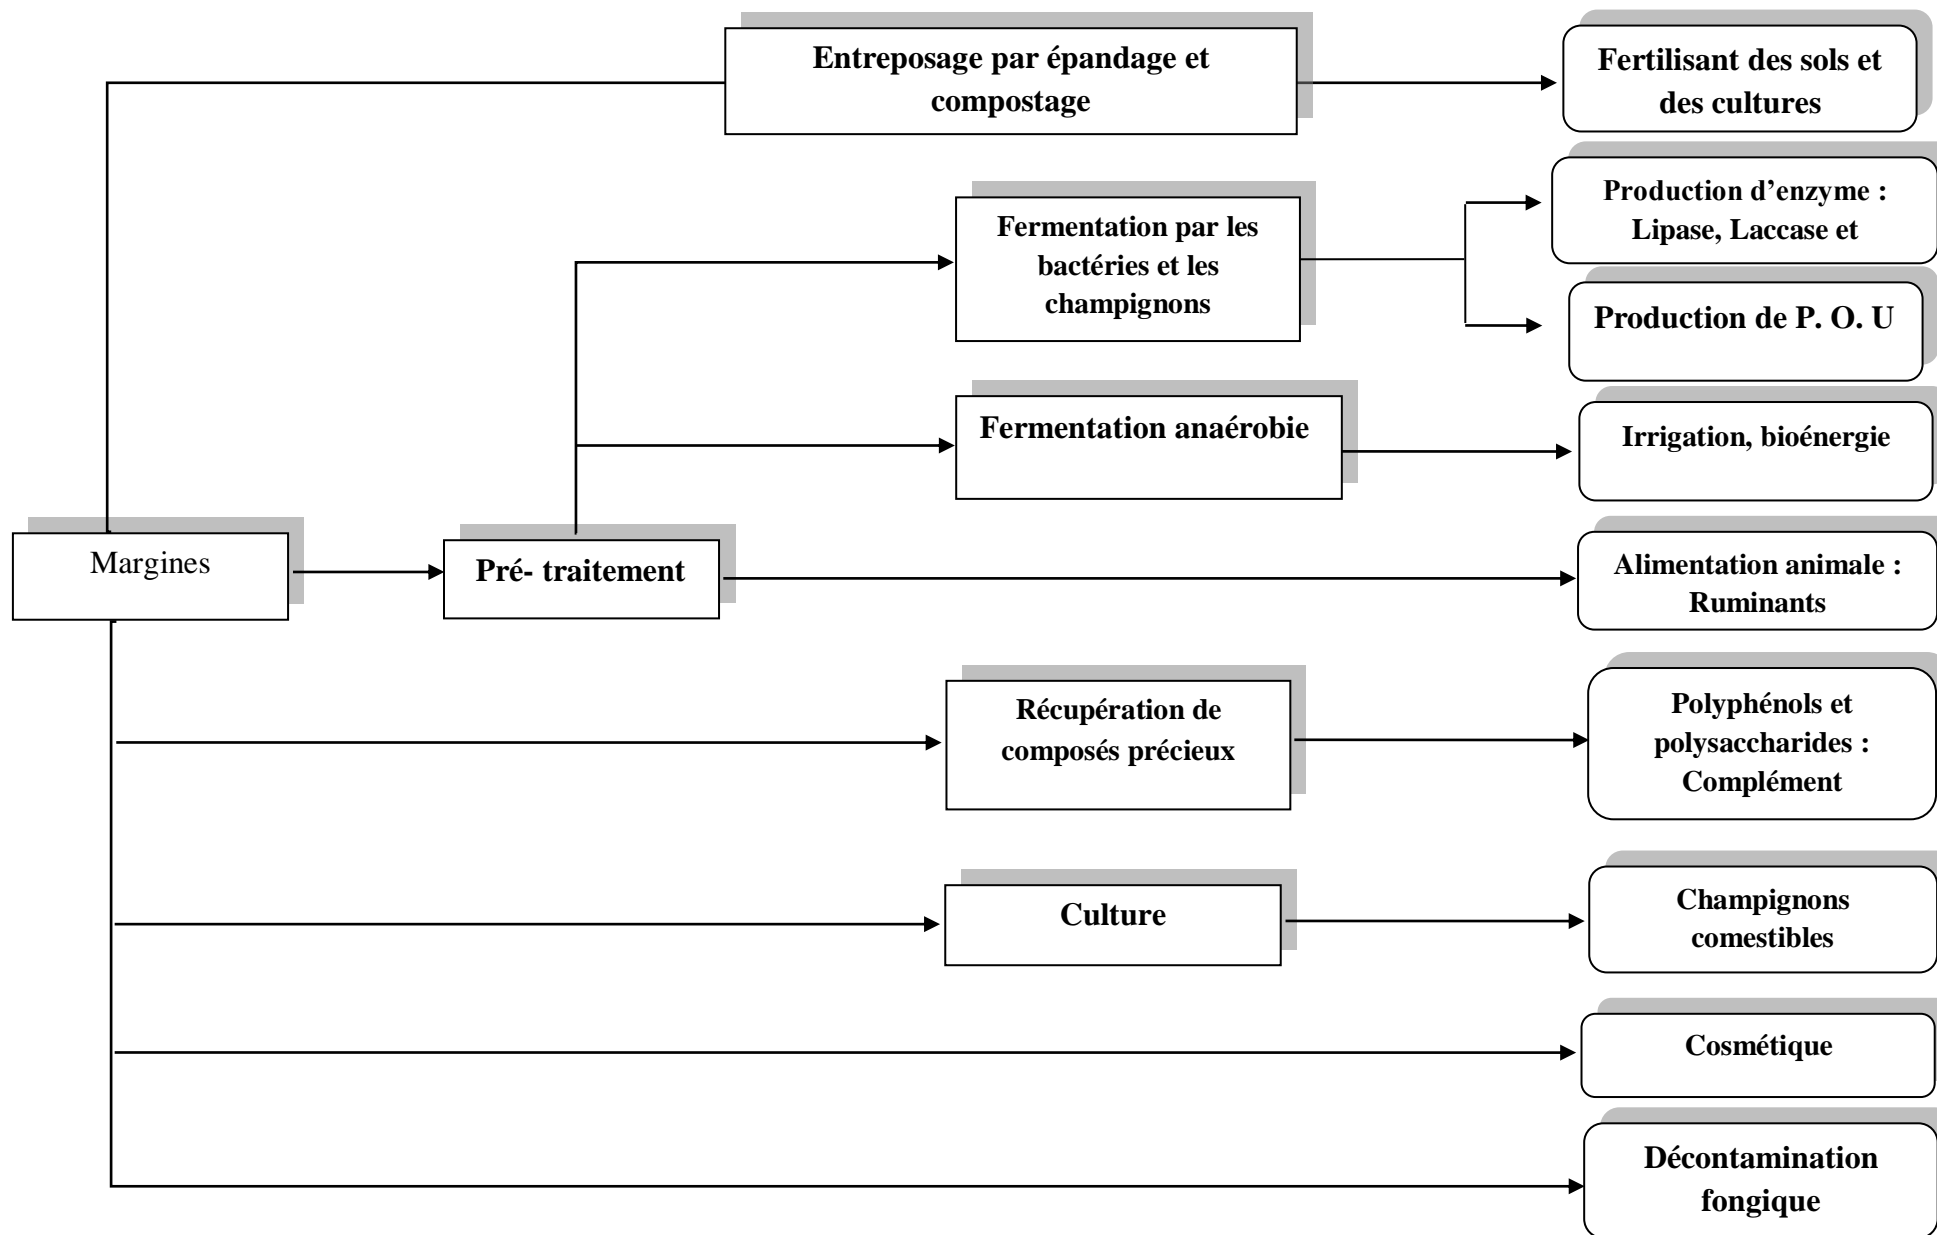 Entreposage par épandage et
compostage
Fertilisant des sols et
des cultures
Fermentation par les
bactéries et les
champignons
Production d’enzyme :
Lipase, Laccase et
Production de P. O. U
Fermentation anaérobie
Irrigation, bioénergie
Margines
Pré- traitement
Alimentation animale :
Ruminants
Récupération de
composés précieux
Polyphénols et
polysaccharides :
Complément
Culture
Champignons
comestibles
Cosmétique
Décontamination
fongique